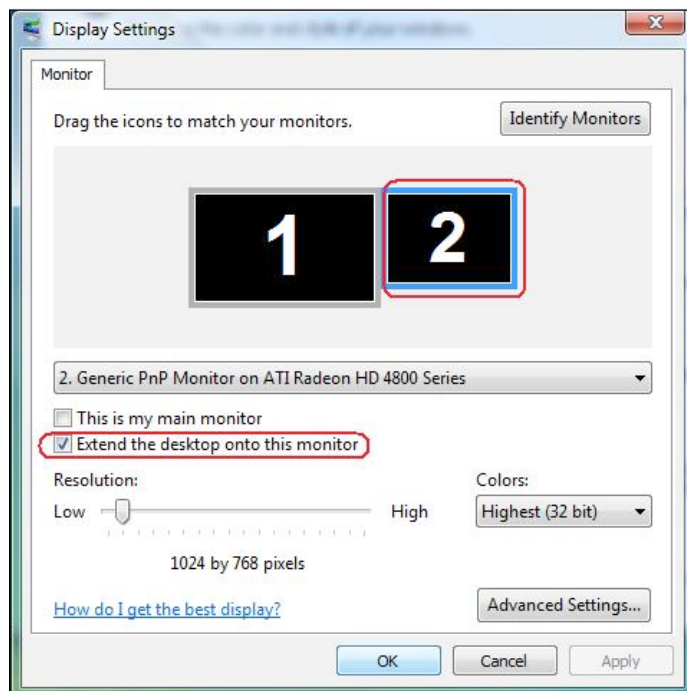 Display Settings
Monitor
Drag the icons to match your monitors.
Identify Monitors
1
2
2. Generic PnP Monitor on ATI Radeon HD 4800 Series
This is my main monitor
Extend the desktop onto this monitor
Resolution:
Colors:
Low
High
Highest (32 bit)
1024 by 768 pixels
How do I get the best display?
Advanced Settings...
OK
Cancel
Apply